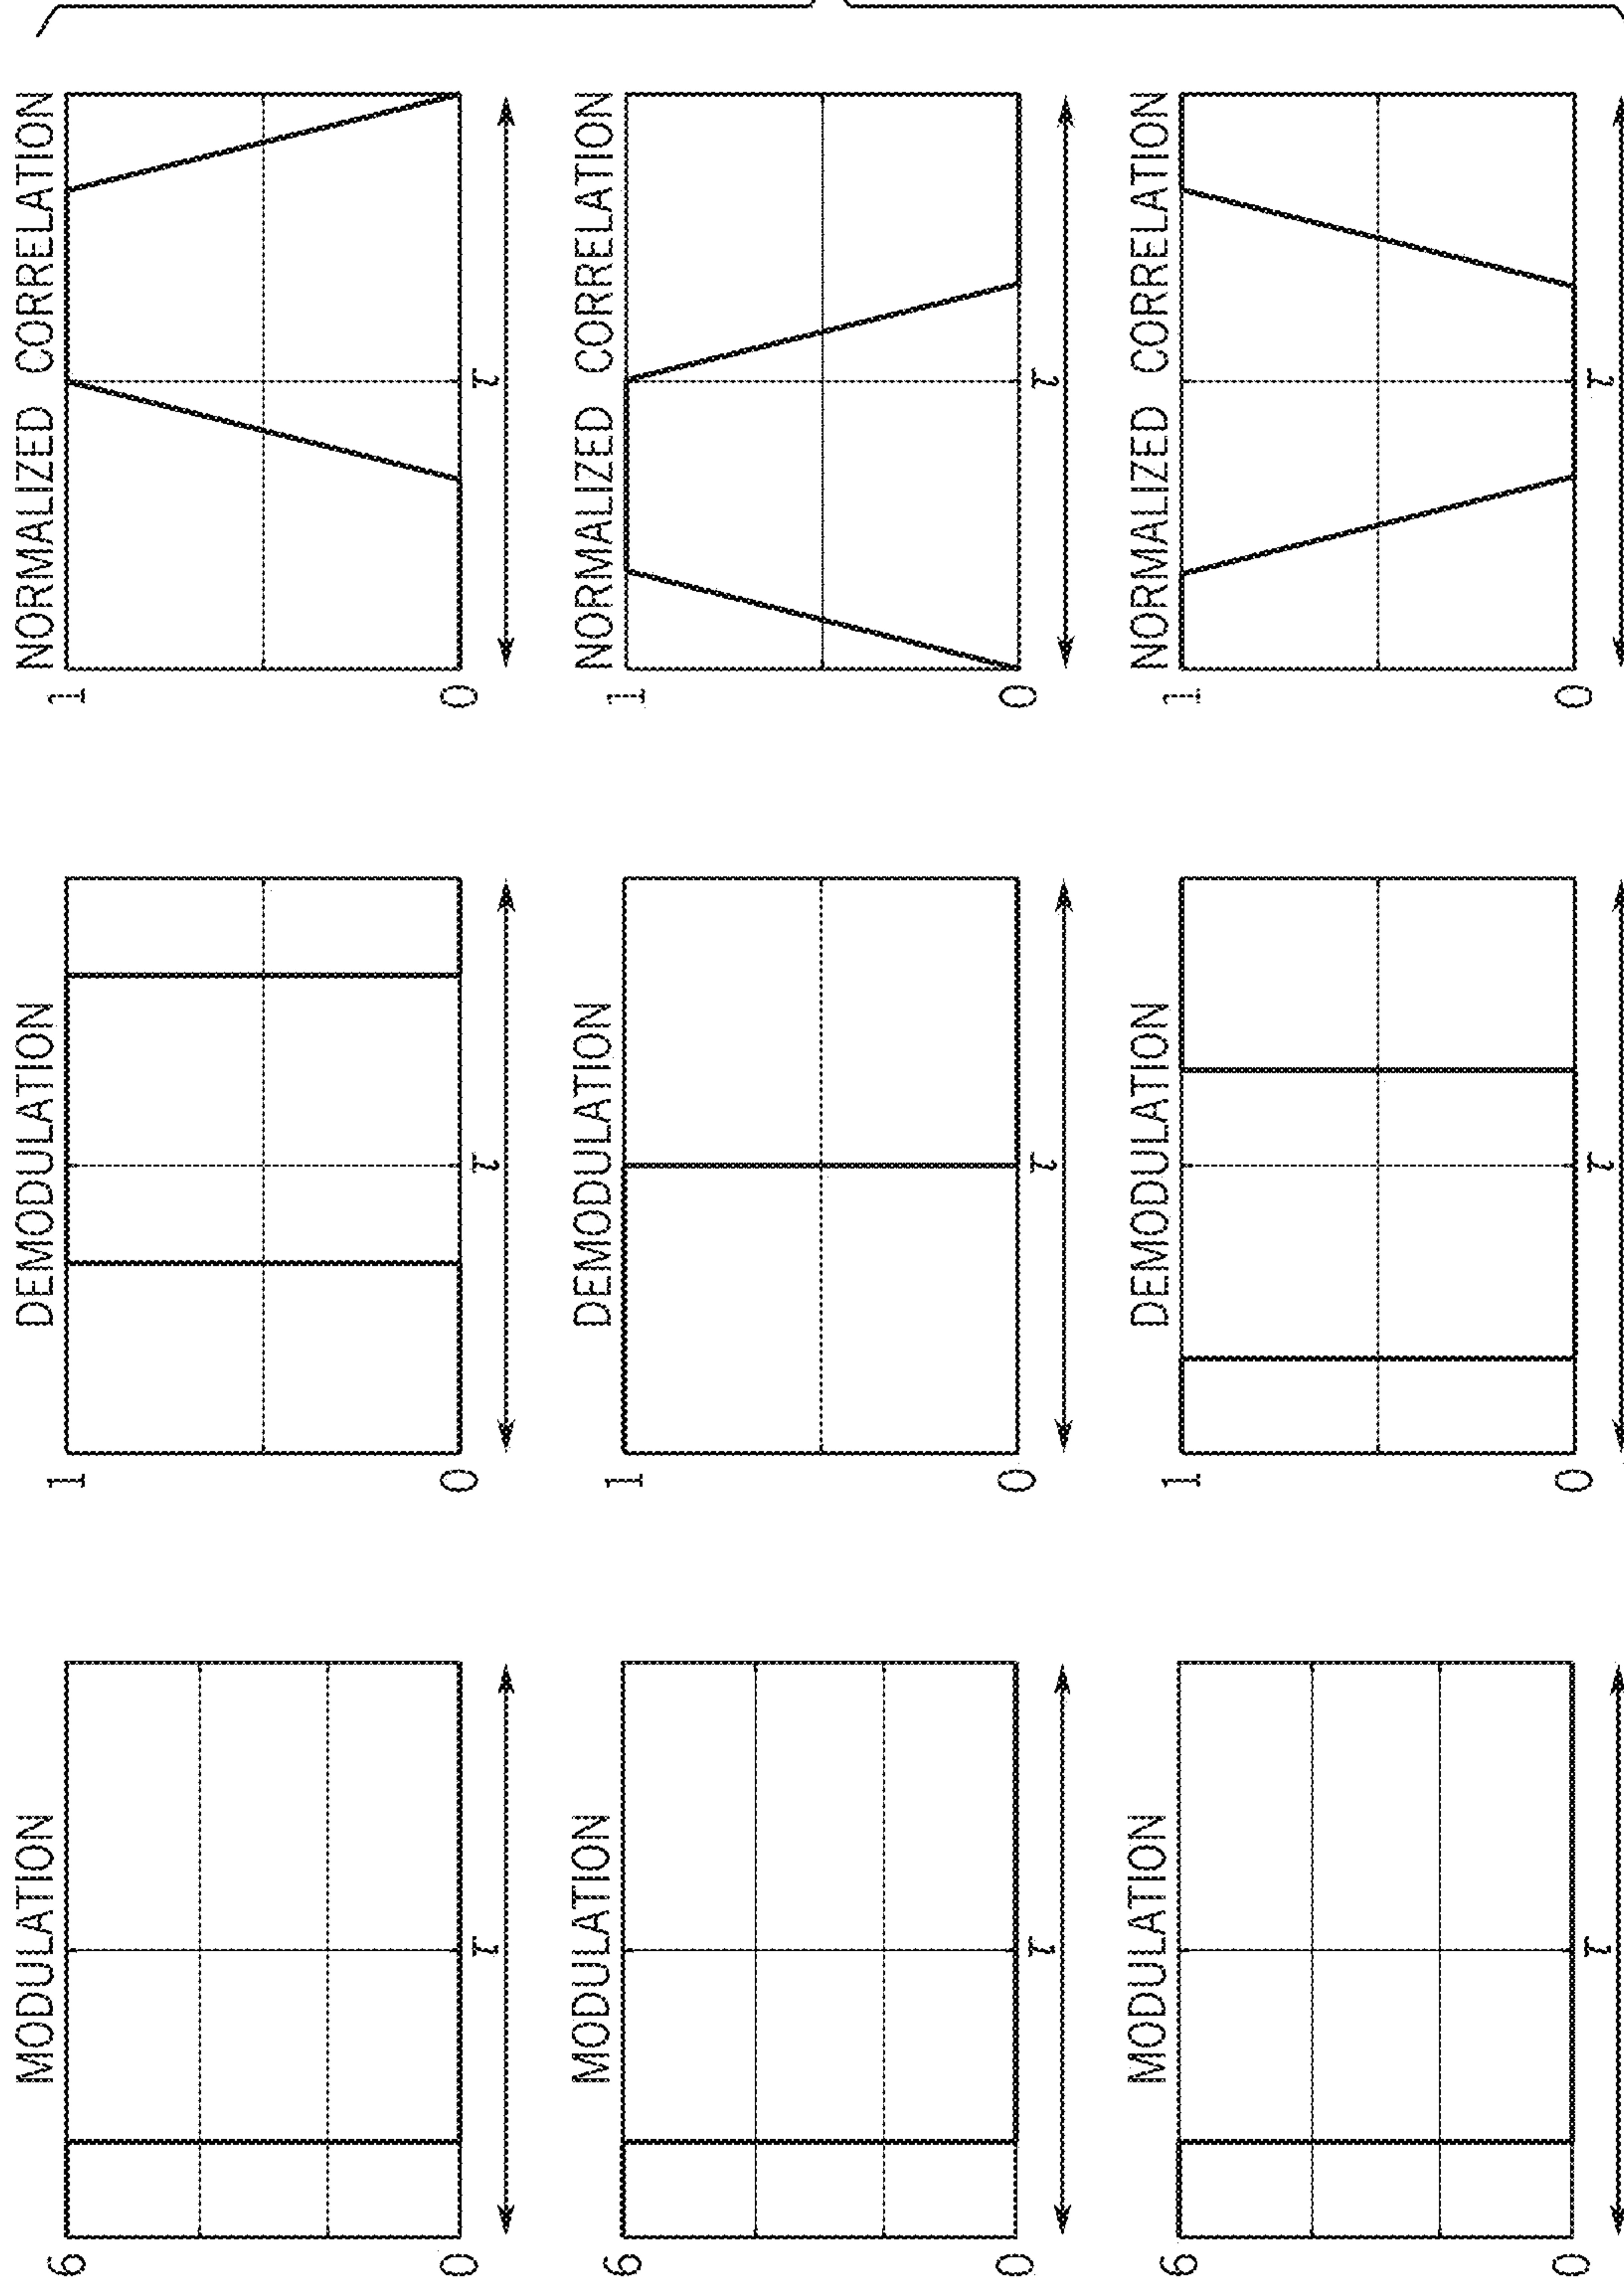 MODULATION
6
0
τ
DEMODULATION
1
0
τ
NORMALIZED CORRELATION
1
0
τ
MODULATION
6
0
τ
DEMODULATION
1
0
τ
NORMALIZED CORRELATION
1
0
τ
MODULATION
6
0
τ
DEMODULATION
1
0
τ
NORMALIZED CORRELATION
1
0
τ